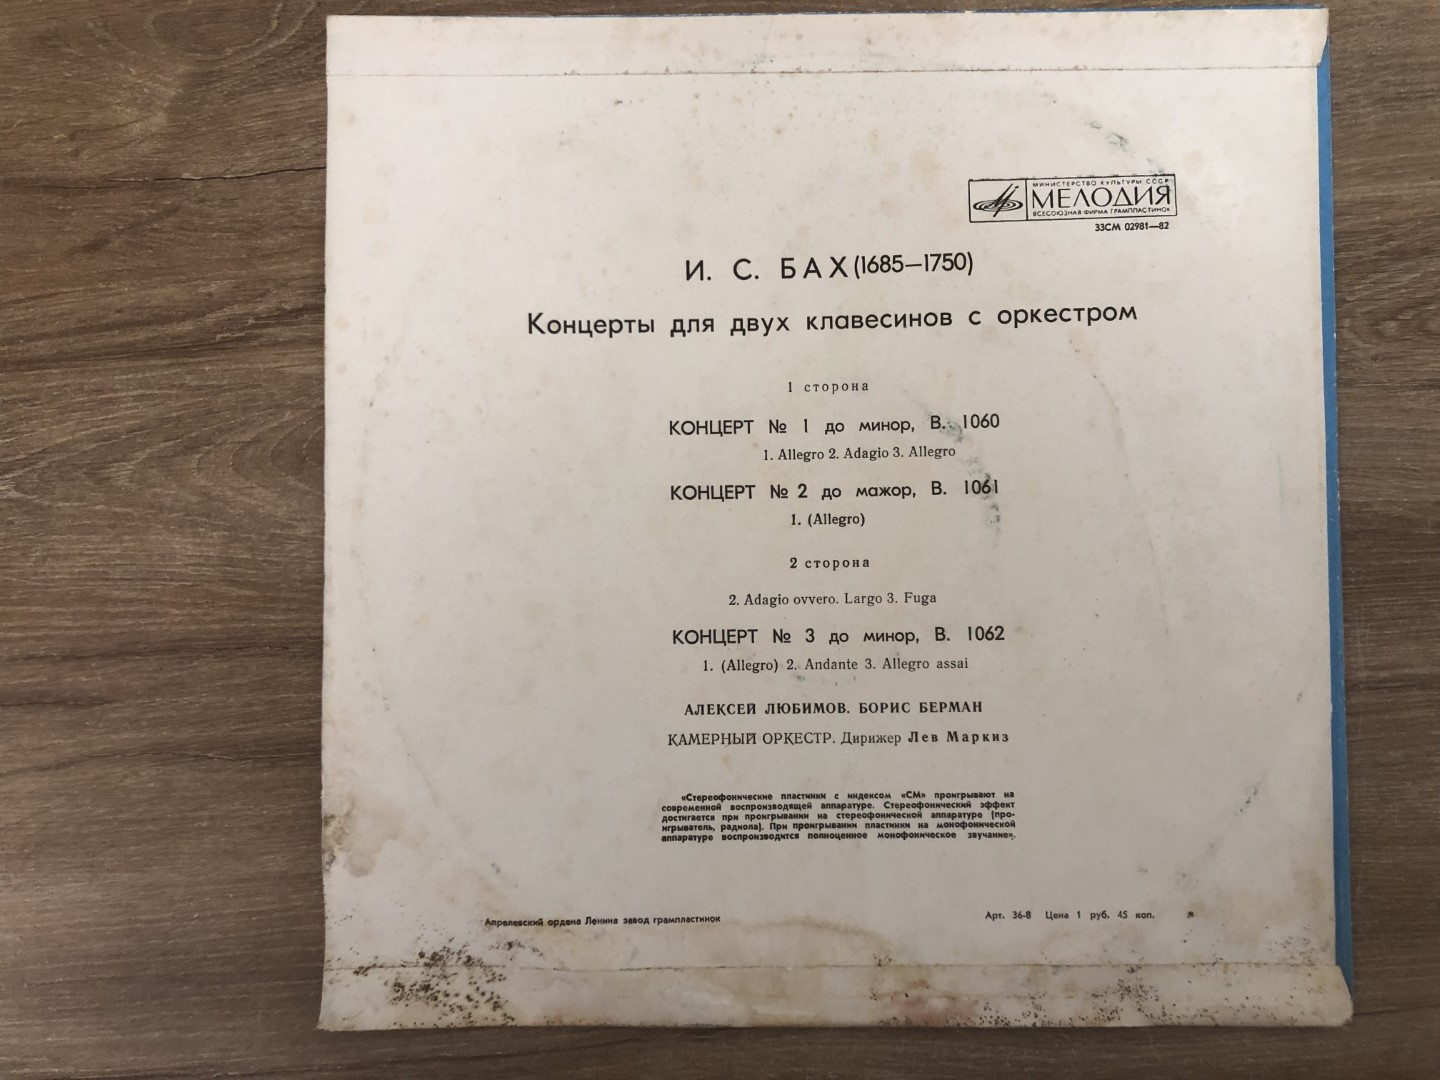 МИНИСТЕРСТВО КУЛЬТУРЫ СССР
МЕЛОДИЯ
ВСЕСОЮЗНАЯ ФИРМА ГРАМПЛАСТИНОК
33СМ 02981—82
И. С. БАХ (1685—1750)
Концерты для двух клавесинов с оркестром
1 сторона
КОНЦЕРТ № 1 до минор, В. 1060
1. Allegro 2. Adagio 3. Allegro
КОНЦЕРТ № 2 до мажор, В. 1061
1. (Allegro)
2 сторона
2. Adagio ovvero. Largo 3. Fuga
КОНЦЕРТ № 3 до минор, В. 1062
1. (Allegro) 2. Andante 3. Allegro assai
АЛЕКСЕЙ ЛЮБИМОВ. БОРИС БЕРМАН
КАМЕРНЫЙ ОРКЕСТР. Дирижер Лев Маркиз
«Стереофонические пластинки с индексом «СМ» проигрывают на
современной воспроизводящей аппаратуре. Стереофонический эффект
достигается при проигрывании на стереофонической аппаратуре (про-
игрыватель, радиола). При проигрывании пластинки на монофонической
аппаратуре воспроизводится полноценное монофоническое звучание».
Апрелевский ордена Ленина завод грампластинок
Арт. 36-8 Цена 1 руб. 45 коп.